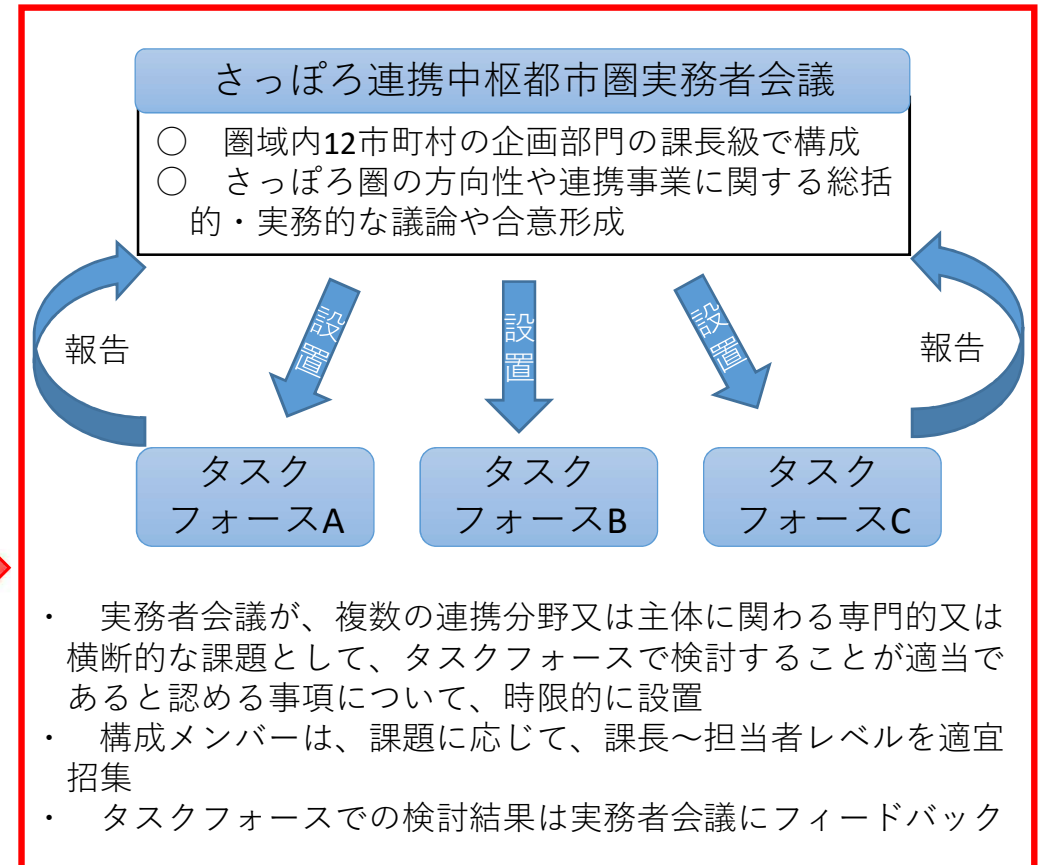 さっぽろ連携中枢都市圏実務者会議
○　圏域内12市町村の企画部門の課長級で構成
○　さっぽろ圏の方向性や連携事業に関する総括
的・実務的な議論や合意形成
報告
設置
設置
設置
報告
タスク
フォースA
タスク
フォースB
タスク
フォースC
・　実務者会議が、複数の連携分野又は主体に関わる専門的又は
横断的な課題として、タスクフォースで検討することが適当で
あると認める事項について、時限的に設置
・　構成メンバーは、課題に応じて、課長～担当者レベルを適宜
招集
・　タスクフォースでの検討結果は実務者会議にフィードバック